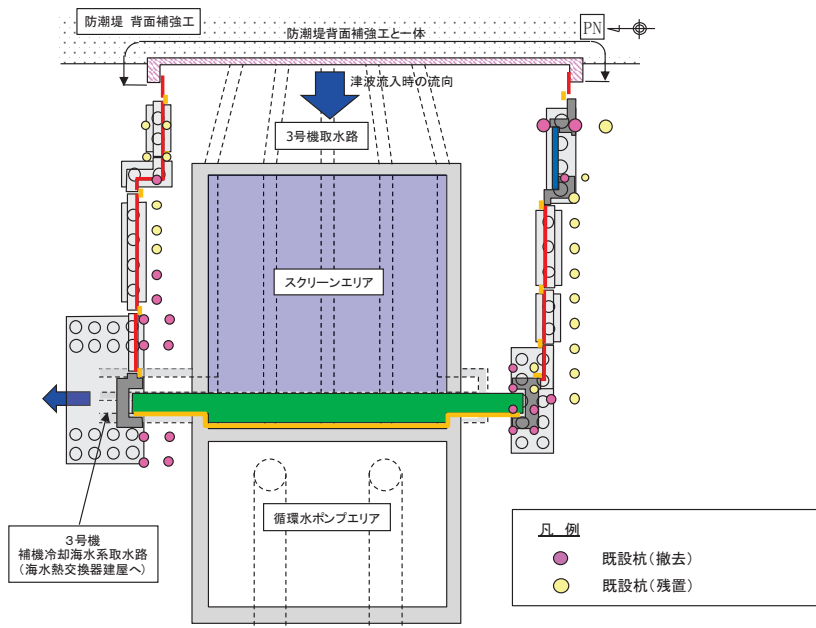 防潮堤 背面補強工
防潮堤背面補強工と一体
PN
津波流入時の流向
3号機取水路
スクリーンエリア
循環水ポンプエリア
３号機
補機冷却海水系取水路
(海水熱交換器建屋へ)
凡 例
既設杭(撤去)
既設杭(残置)